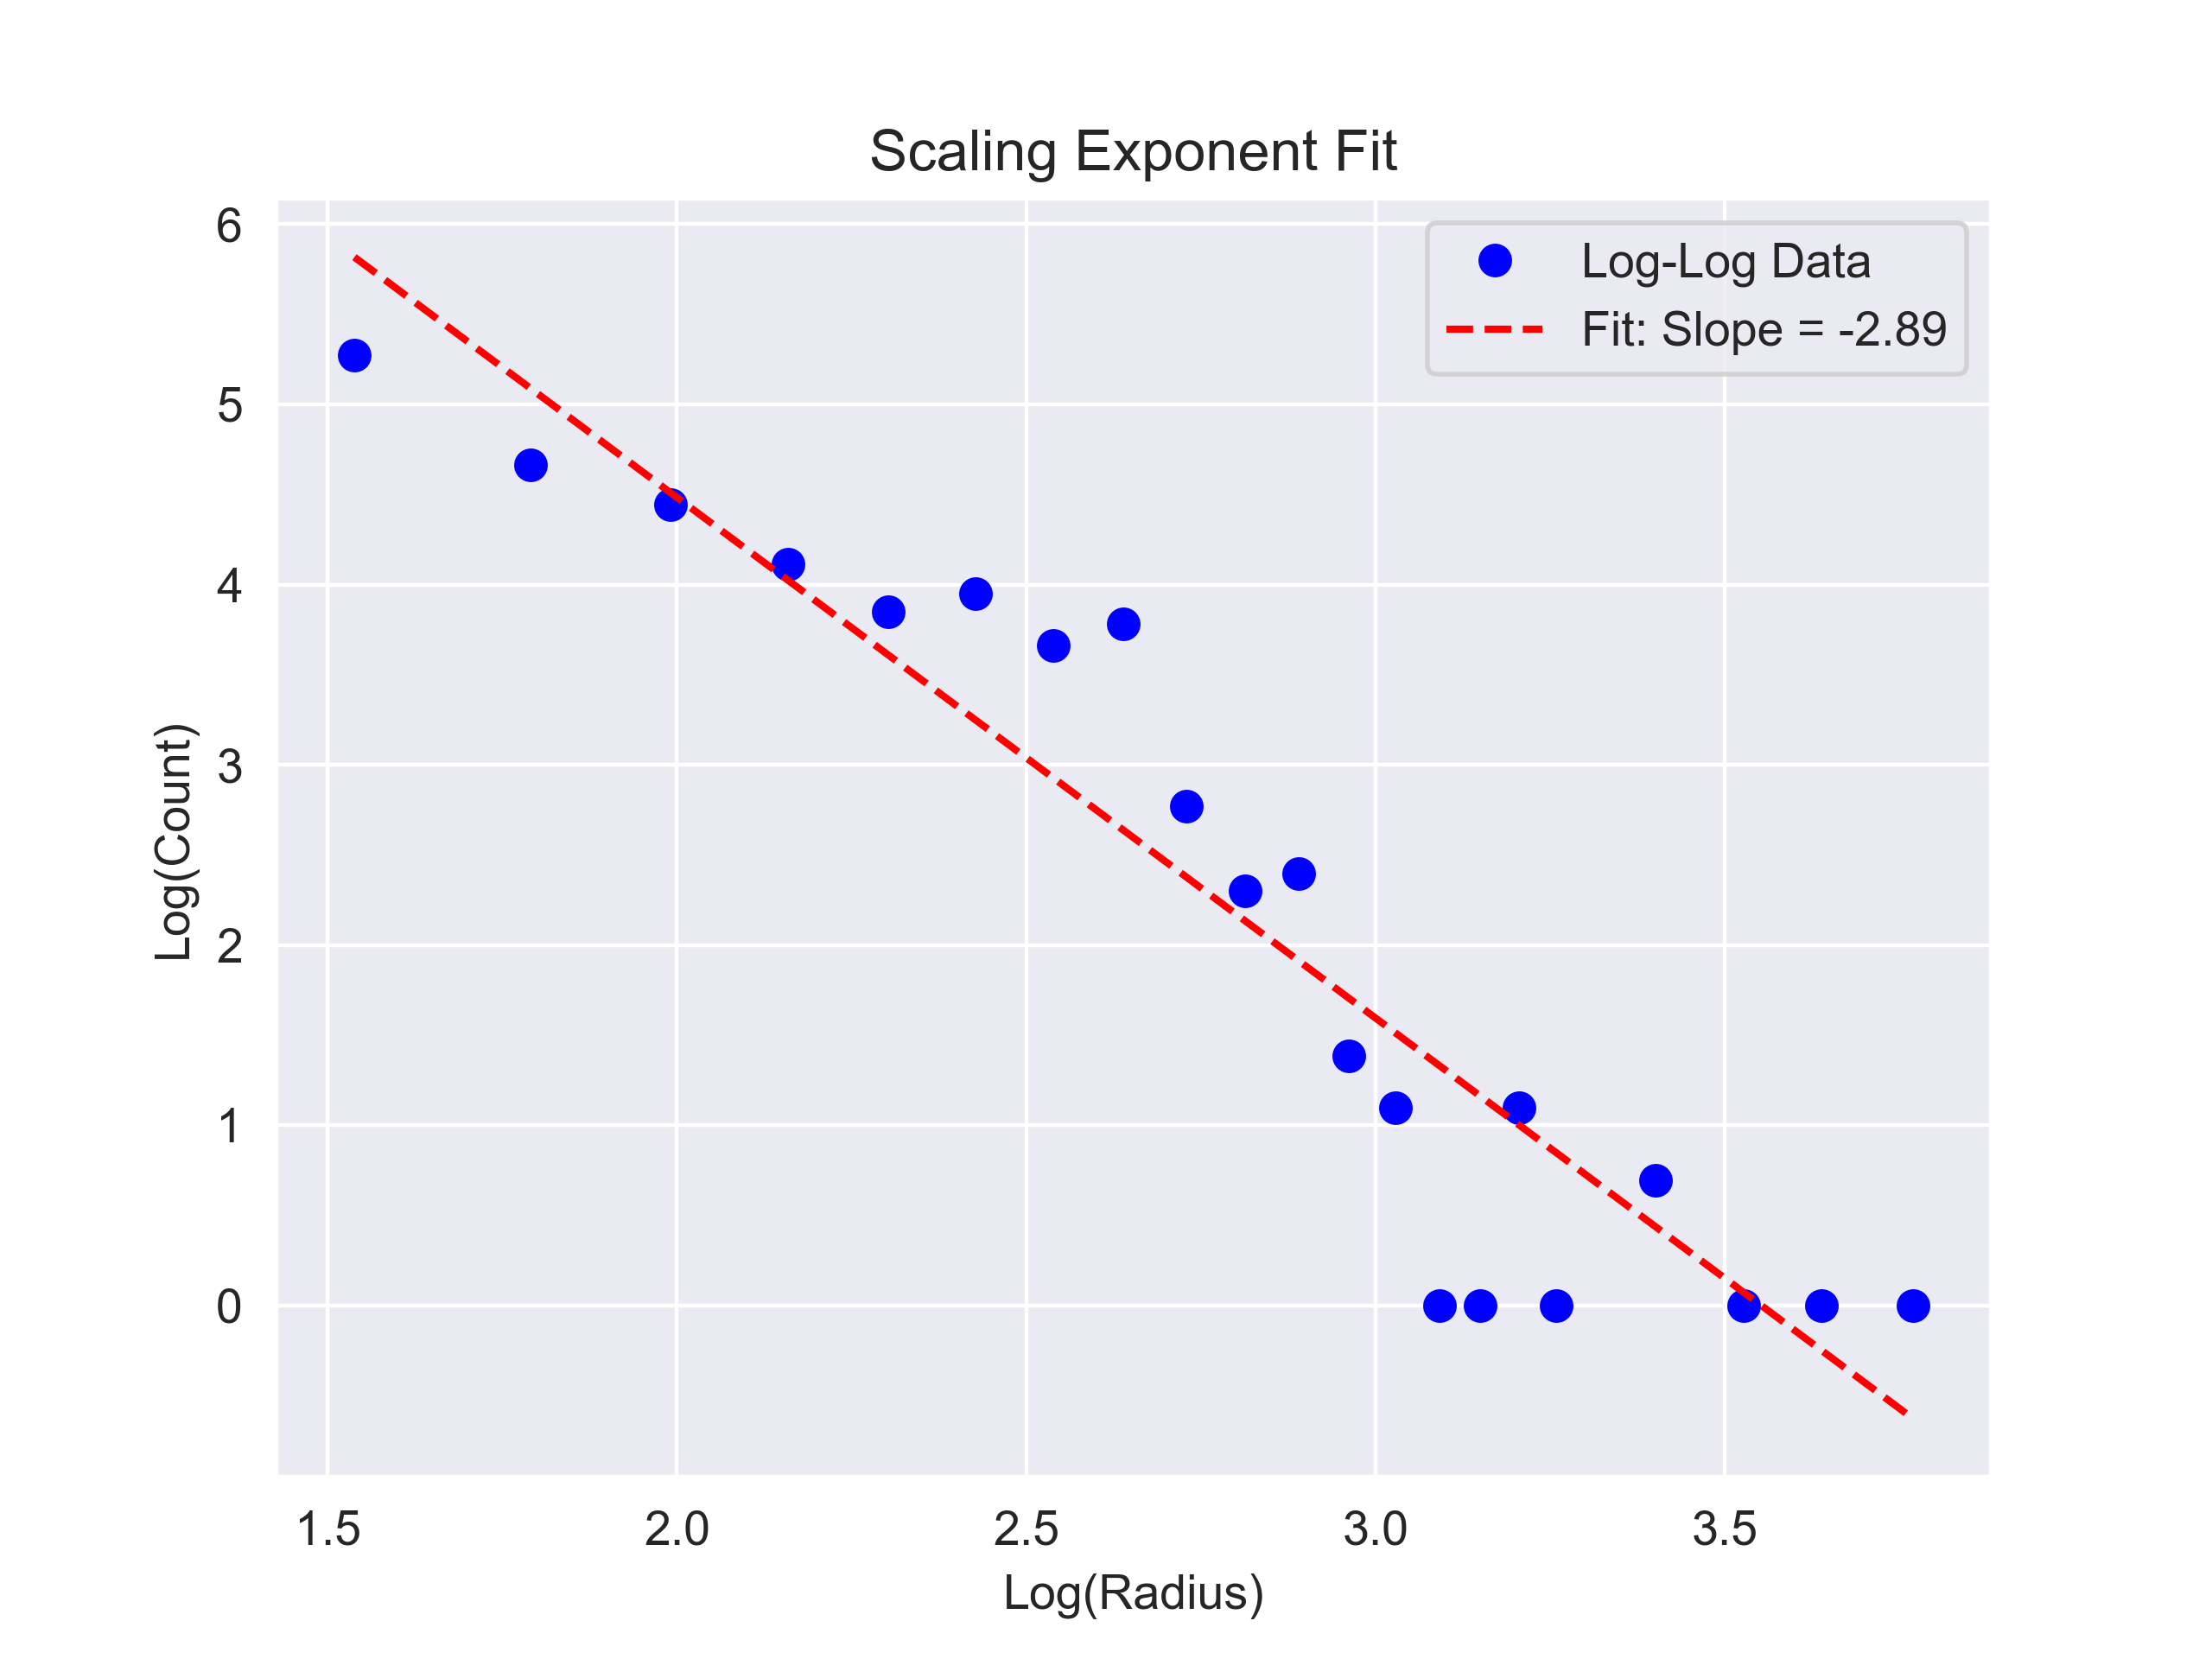 Scaling Exponent Fit
Log-Log Data
Fit: Slope = -2.89
6
5
4
3
2
1
0
Log(Count)
1.5 2.0 2.5 3.0 3.5
Log(Radius)